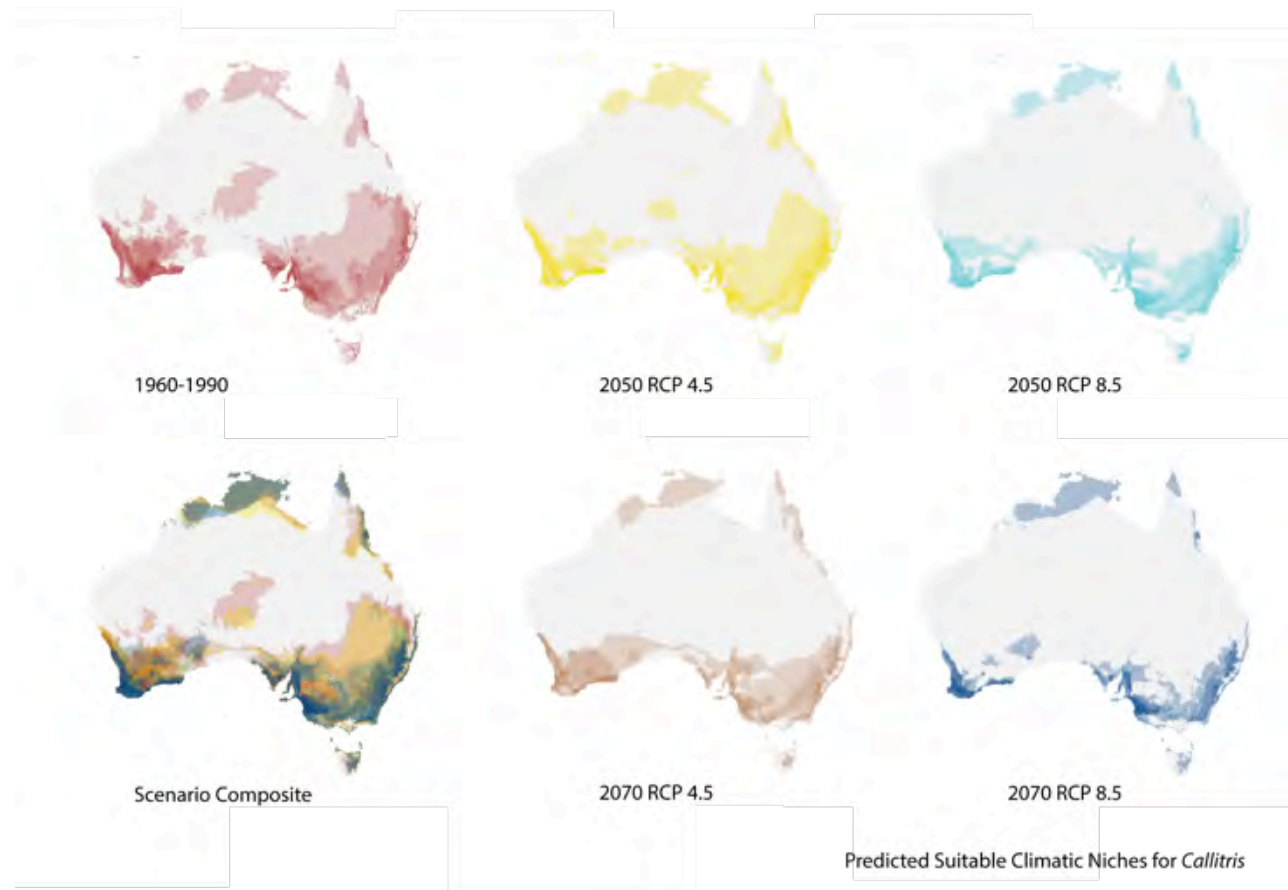 1960-1990
2050 RCP 4.5
2050 RCP 8.5
Scenario Composite
2070 RCP 4.5
2070 RCP 8.5
Predicted Suitable Climatic Niches for Callitris